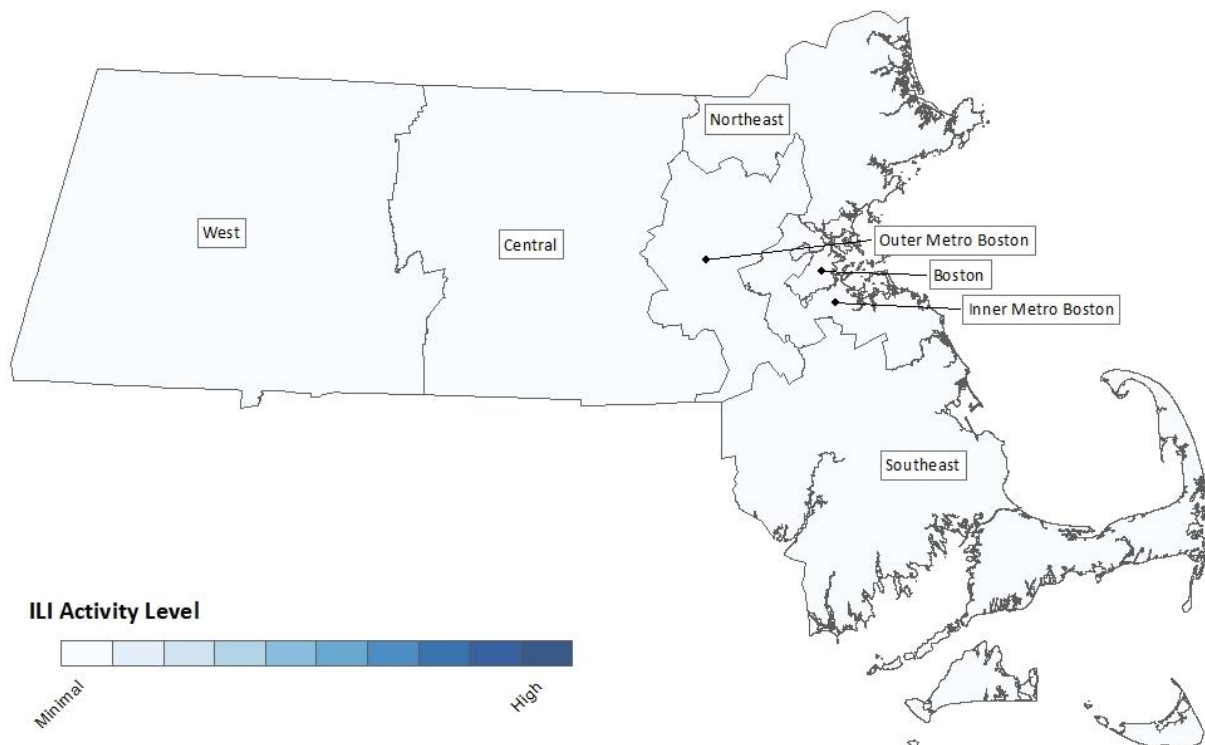 Northeast
West
Central
Outer Metro Boston
Boston
Inner Metro Boston
Southeast
ILI Activity Level
Minimal
High